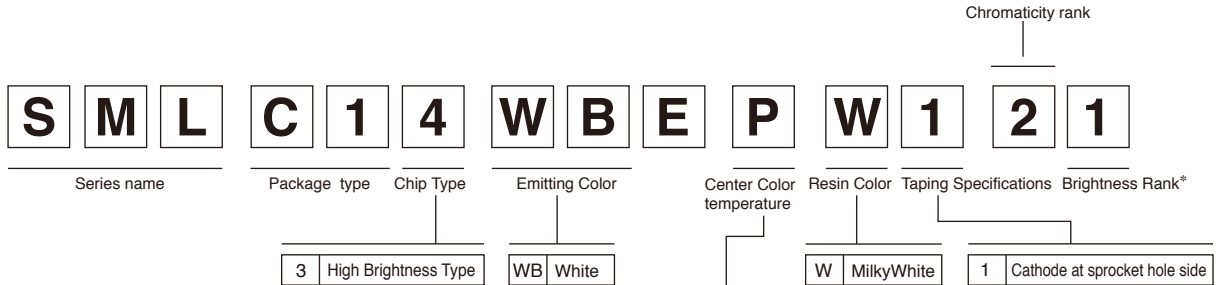 Chromaticity rank
S M L C 1 4 W B E P W 1 2 1
Series name Package type Chip Type Emitting Color Center Color temperature Resin Color Taping Specifications Brightness Rank*
3 High Brightness Type WB White W MilkyWhite 1 Cathode at sprocket hole side